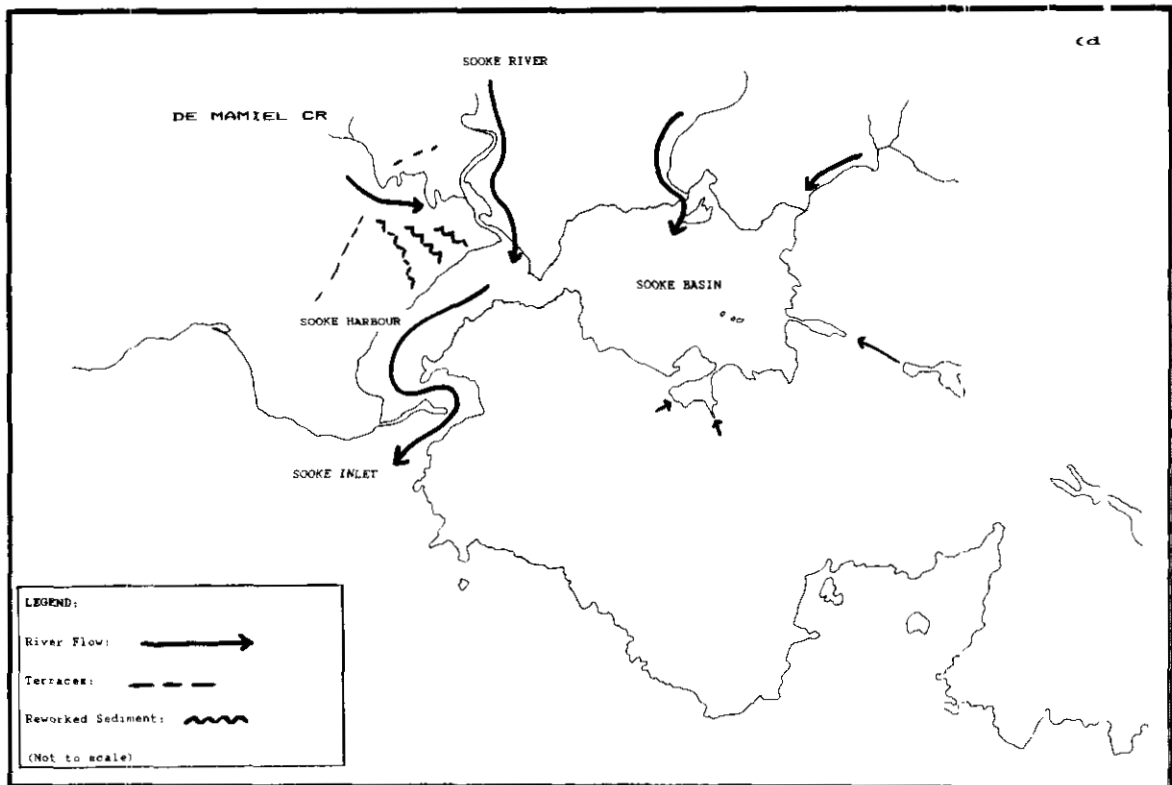 (d
SOOKE RIVER
DE MAMIEL CR
SOOKE BASIN
SOOKE HARBOUR
SOOKE INLET
LEGEND:
River Flow:
Terraces:
Reworked Sediment:
(Not to scale)